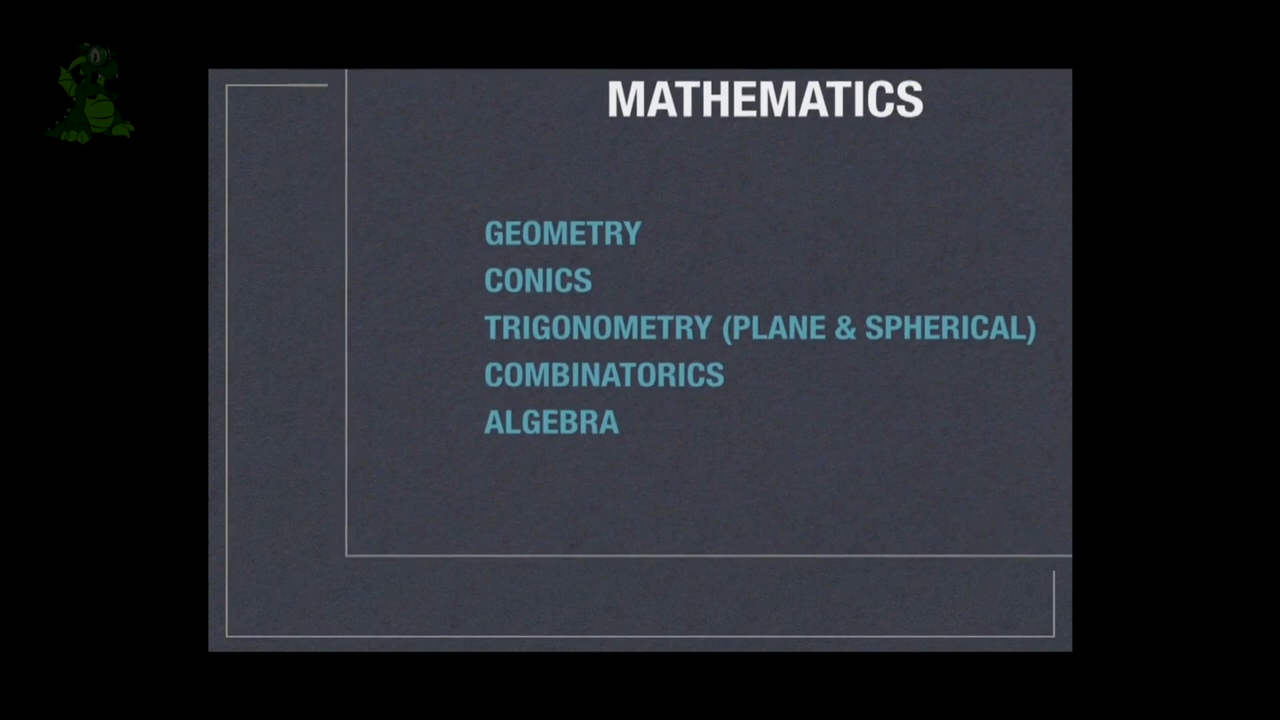 MATHEMATICS
GEOMETRY
CONICS
TRIGONOMETRY (PLANE & SPHERICAL)
COMBINATORICS
ALGEBRA